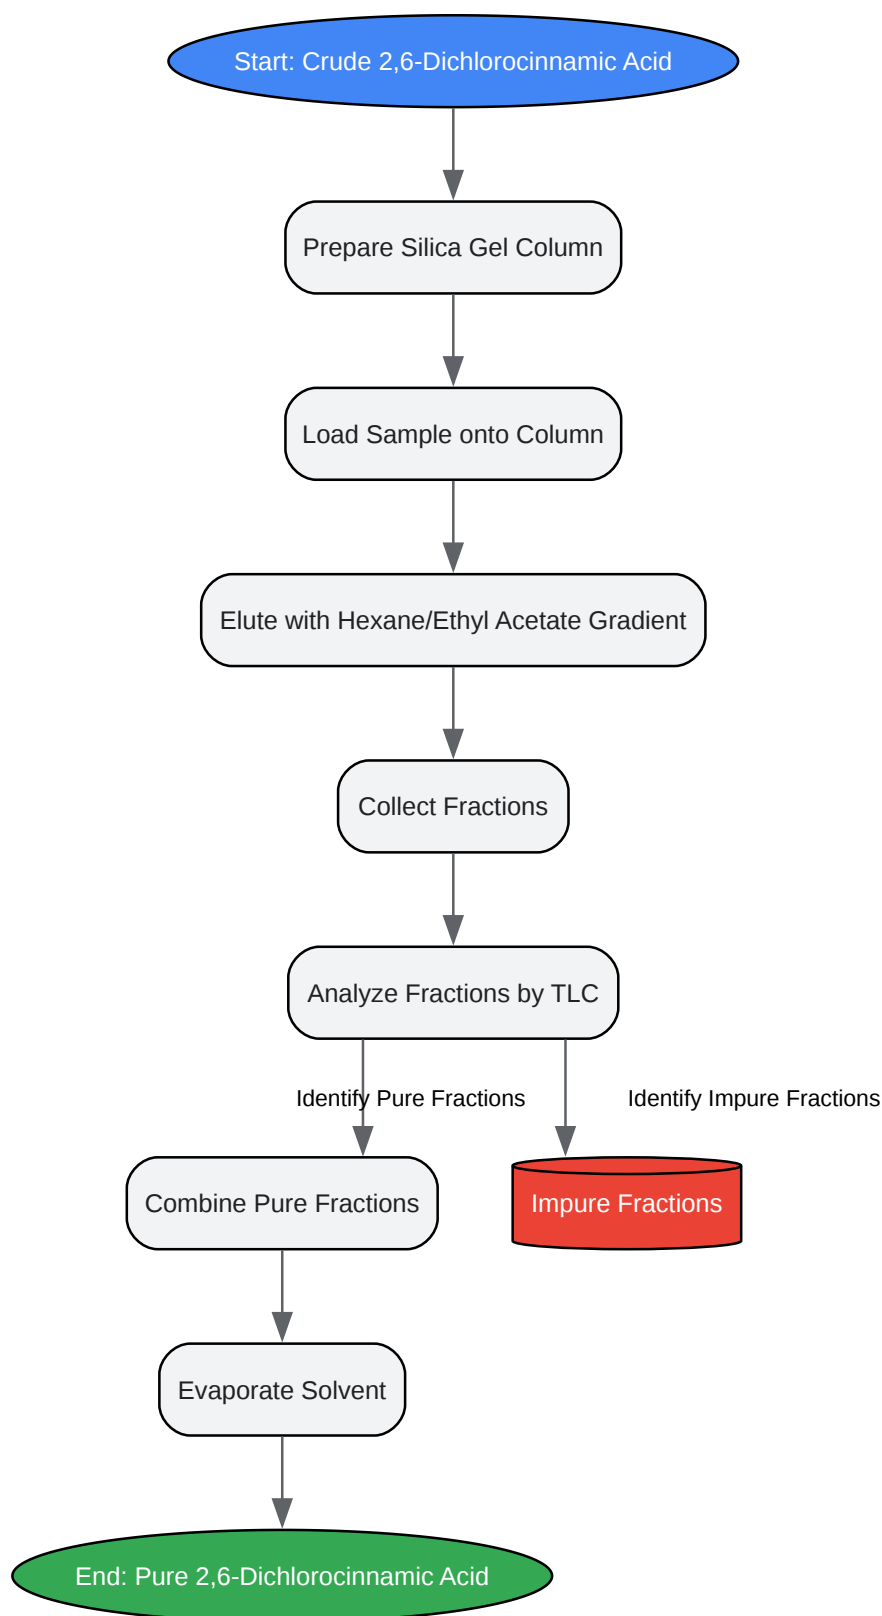 Start: Crude 2,6-Dichlorocinnamic Acid
Prepare Silica Gel Column
Load Sample onto Column
Elute with Hexane/Ethyl Acetate Gradient
Collect Fractions
Analyze Fractions by TLC
Identify Pure Fractions
Identify Impure Fractions
Combine Pure Fractions
Impure Fractions
Evaporate Solvent
End: Pure 2,6-Dichlorocinnamic Acid